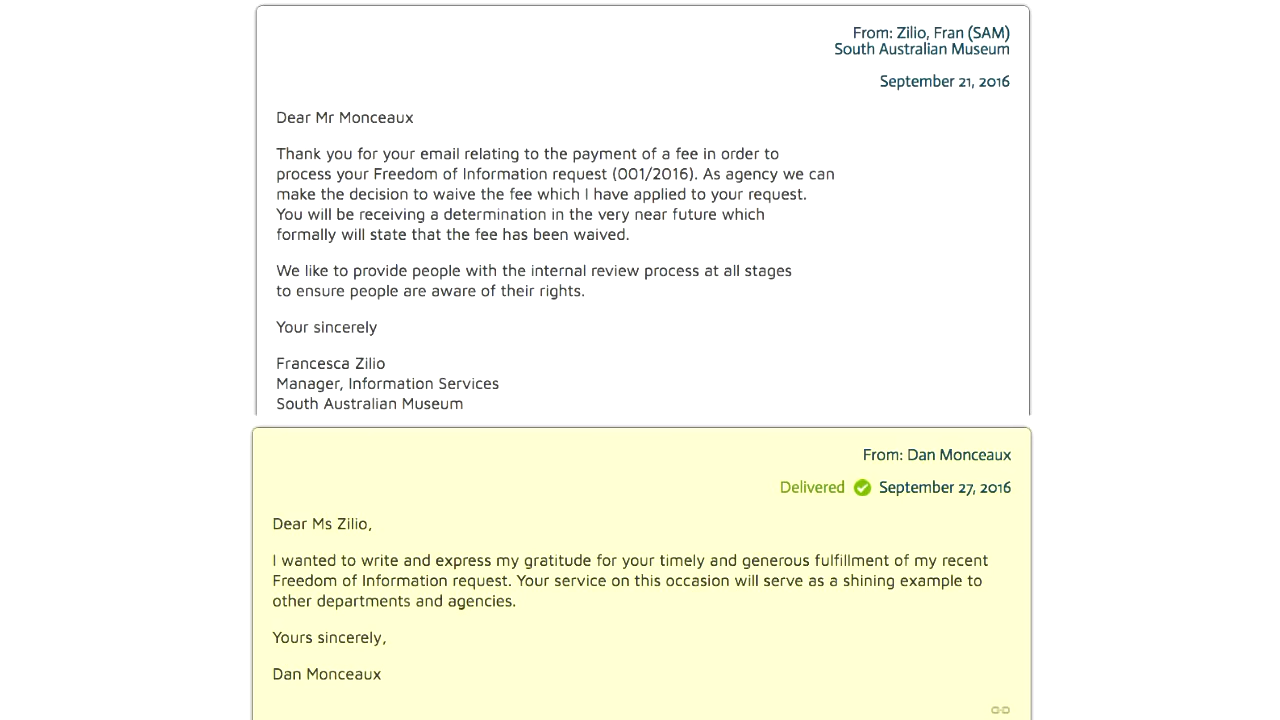 From: Zilio, Fran (SAM)
South Australian Museum
September 21, 2016
Dear Mr Monceaux
Thank you for your email relating to the payment of a fee in order to
process your Freedom of Information request (001/2016). As agency we can
make the decision to waive the fee which I have applied to your request.
You will be receiving a determination in the very near future which
formally will state that the fee has been waived.
We like to provide people with the internal review process at all stages
to ensure people are aware of their rights.
Your sincerely
Francesca Zilio
Manager, Information Services
South Australian Museum
From: Dan Monceaux
Delivered September 27, 2016
Dear Ms Zilio,
I wanted to write and express my gratitude for your timely and generous fulfillment of my recent
Freedom of Information request. Your service on this occasion will serve as a shining example to
other departments and agencies.
Yours sincerely,
Dan Monceaux